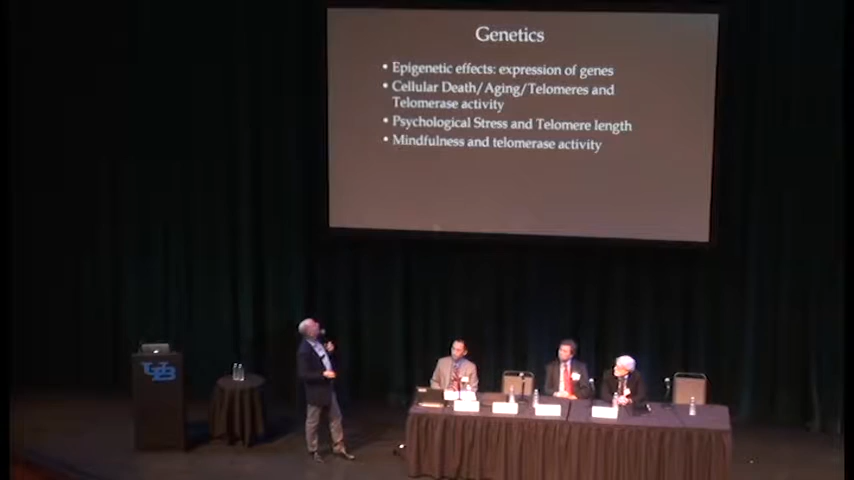 Genetics
• Epigenetic effects: expression of genes
• Cellular Death/Aging/Telomeres and
Telomerase activity
• Psychological Stress and Telomere length
• Mindfulness and telomerase activity
UB